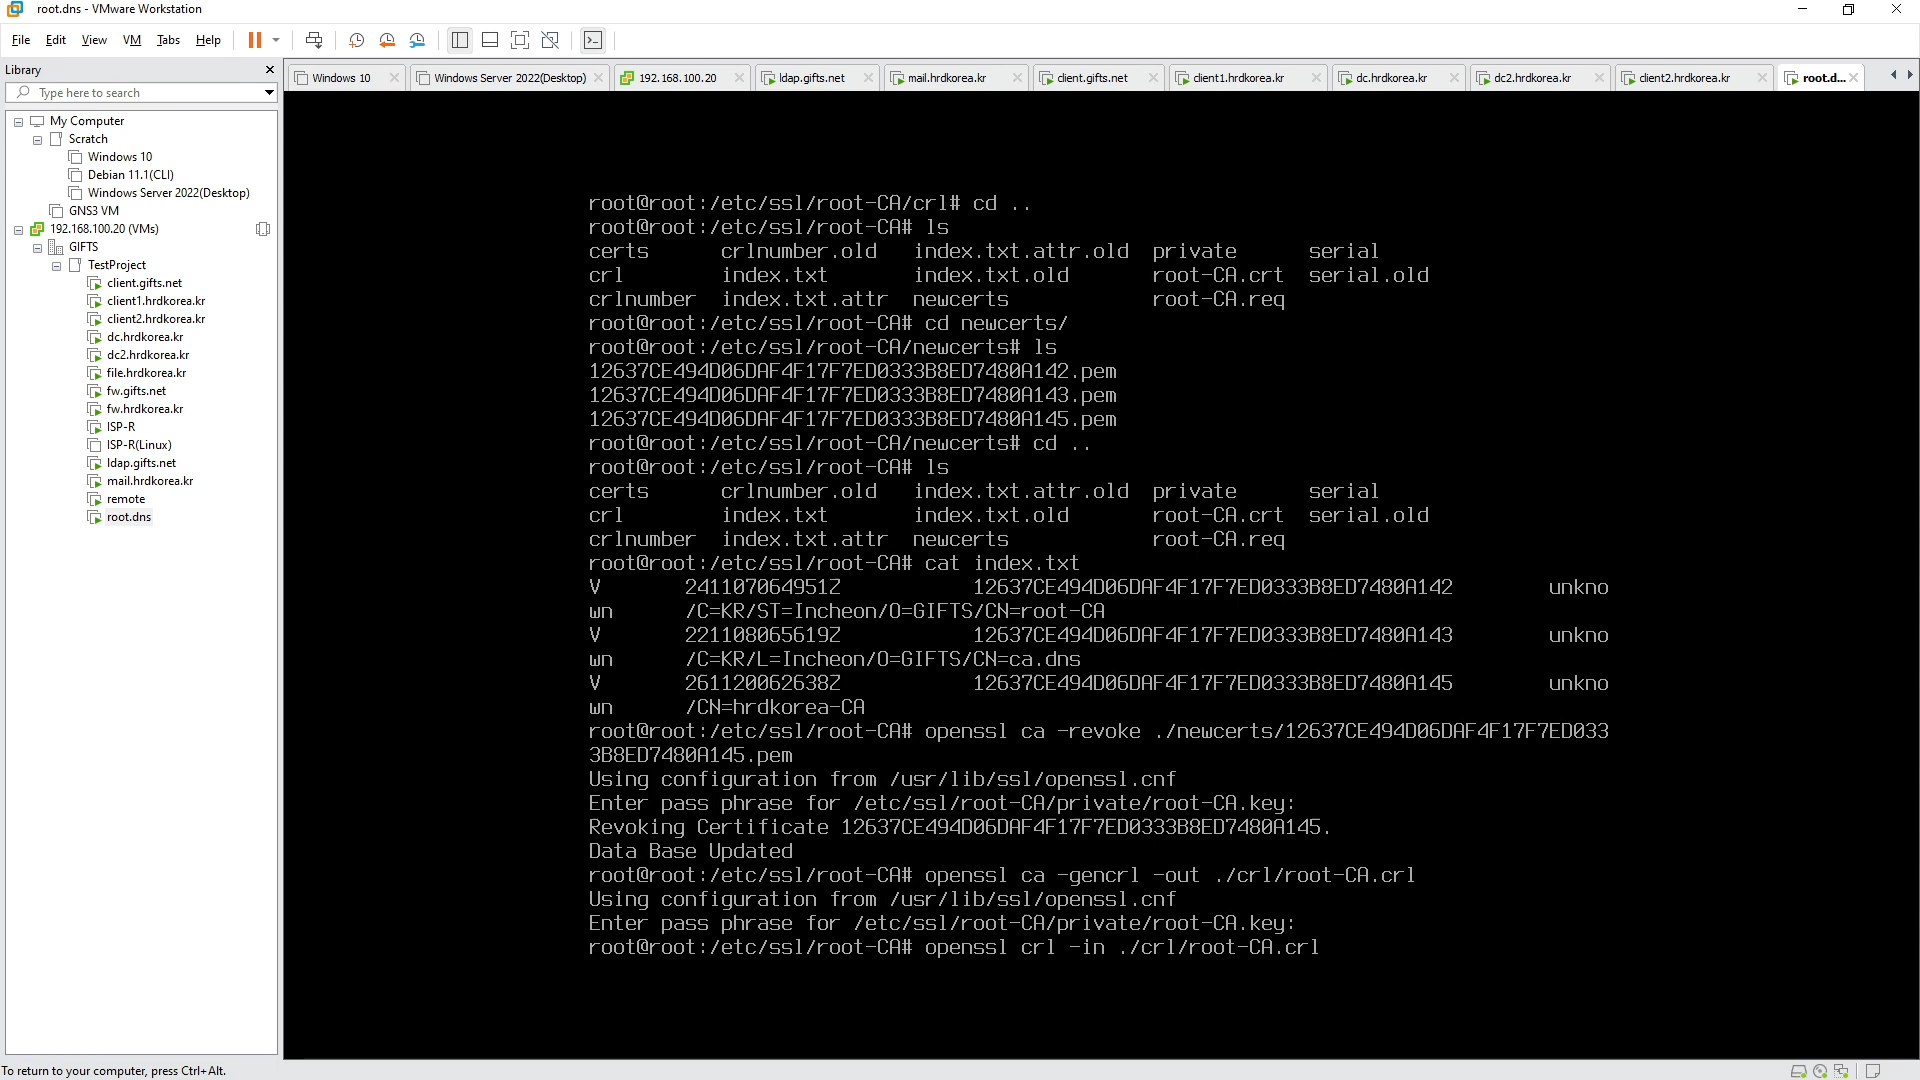 root.dns - VMware Workstation
File Edit View VM Tabs Help
Library
Type here to search
Windows 10
Windows Server 2022(Desktop)
192.168.100.20
ldap.gifts.net
mail.hrdkorea.kr
client.gifts.net
client1.hrdkorea.kr
dc.hrdkorea.kr
dc2.hrdkorea.kr
client2.hrdkorea.kr
root.d...
My Computer
Scratch
Windows 10
Debian 11.1(CLI)
Windows Server 2022(Desktop)
GNS3 VM
192.168.100.20 (VMs)
GIFTS
TestProject
client.gifts.net
client1.hrdkorea.kr
client2.hrdkorea.kr
dc.hrdkorea.kr
dc2.hrdkorea.kr
file.hrdkorea.kr
fw.gifts.net
fw.hrdkorea.kr
ISP-R
ISP-R(Linux)
ldap.gifts.net
mail.hrdkorea.kr
remote
root.dns
root@root:/etc/ssl/root-CA/crl# cd ..
root@root:/etc/ssl/root-CA# ls
certs crlnumber.old index.txt.attr.old private serial
crl index.txt index.txt.old root-CA.crt serial.old
crlnumber index.txt.attr newcerts root-CA.req
root@root:/etc/ssl/root-CA# cd newcerts/
root@root:/etc/ssl/root-CA/newcerts# ls
12637CE494D06DAF4F17F7ED0333B8ED7480A142.pem
12637CE494D06DAF4F17F7ED0333B8ED7480A143.pem
12637CE494D06DAF4F17F7ED0333B8ED7480A145.pem
root@root:/etc/ssl/root-CA/newcerts# cd ..
root@root:/etc/ssl/root-CA# ls
certs crlnumber.old index.txt.attr.old private serial
crl index.txt index.txt.old root-CA.crt serial.old
crlnumber index.txt.attr newcerts root-CA.req
root@root:/etc/ssl/root-CA# cat index.txt
V 241107064951Z 12637CE494D06DAF4F17F7ED0333B8ED7480A142 unkno
wn /C=KR/ST=Incheon/O=GIFTS/CN=root-CA
V 221108065619Z 12637CE494D06DAF4F17F7ED0333B8ED7480A143 unkno
wn /C=KR/L=Incheon/O=GIFTS/CN=ca.dns
V 261120062638Z 12637CE494D06DAF4F17F7ED0333B8ED7480A145 unkno
wn /CN=hrdkorea-CA
root@root:/etc/ssl/root-CA# openssl ca -revoke ./newcerts/12637CE494D06DAF4F17F7ED033
3B8ED7480A145.pem
Using configuration from /usr/lib/ssl/openssl.cnf
Enter pass phrase for /etc/ssl/root-CA/private/root-CA.key:
Revoking Certificate 12637CE494D06DAF4F17F7ED0333B8ED7480A145.
Data Base Updated
root@root:/etc/ssl/root-CA# openssl ca -gencrl -out ./crl/root-CA.crl
Using configuration from /usr/lib/ssl/openssl.cnf
Enter pass phrase for /etc/ssl/root-CA/private/root-CA.key:
root@root:/etc/ssl/root-CA# openssl crl -in ./crl/root-CA.crl
To return to your computer, press Ctrl+Alt.